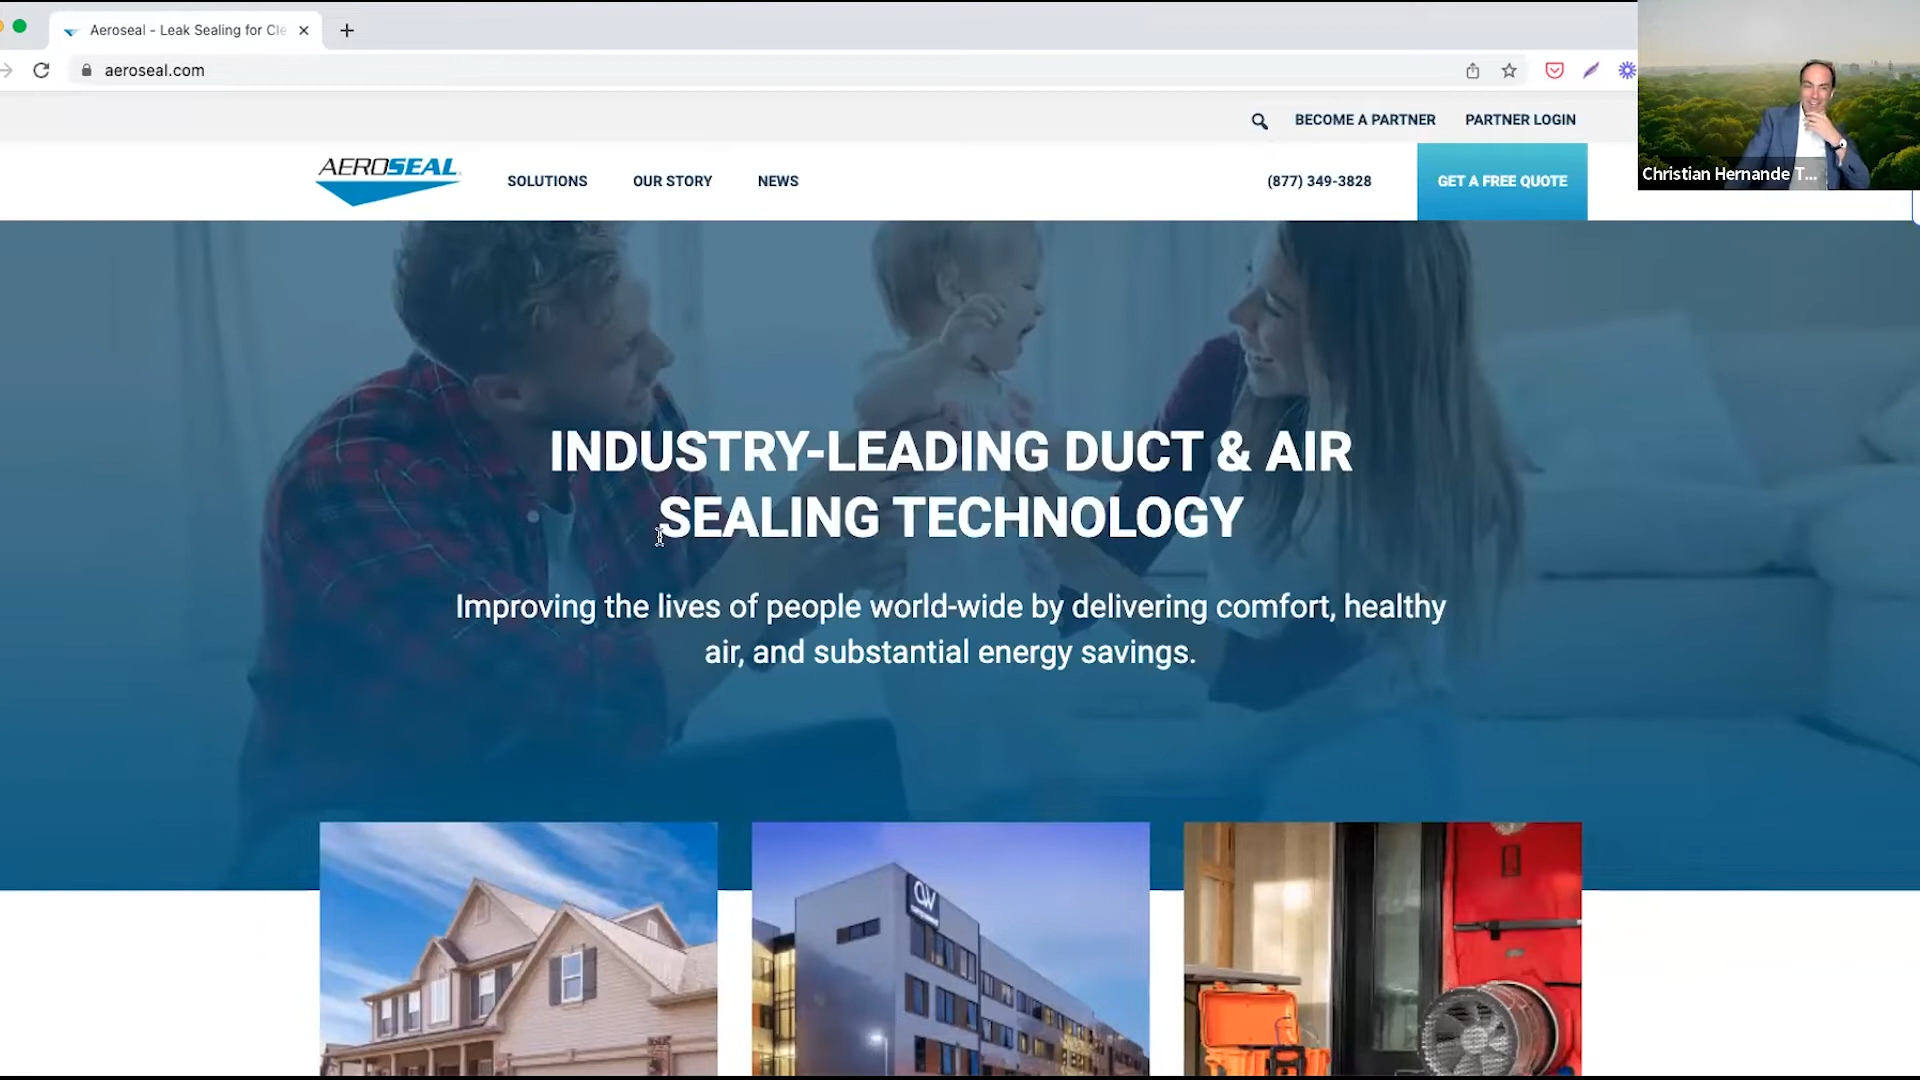 Aeroseal - Leak Sealing for Cle
aeroseal.com
BECOME A PARTNER
PARTNER LOGIN
AEROSEAL
SOLUTIONS
OUR STORY
NEWS
(877) 349-3828
GET A FREE QUOTE
Christian Hernande T...
INDUSTRY-LEADING DUCT & AIR
SEALING TECHNOLOGY
Improving the lives of people world-wide by delivering comfort, healthy
air, and substantial energy savings.